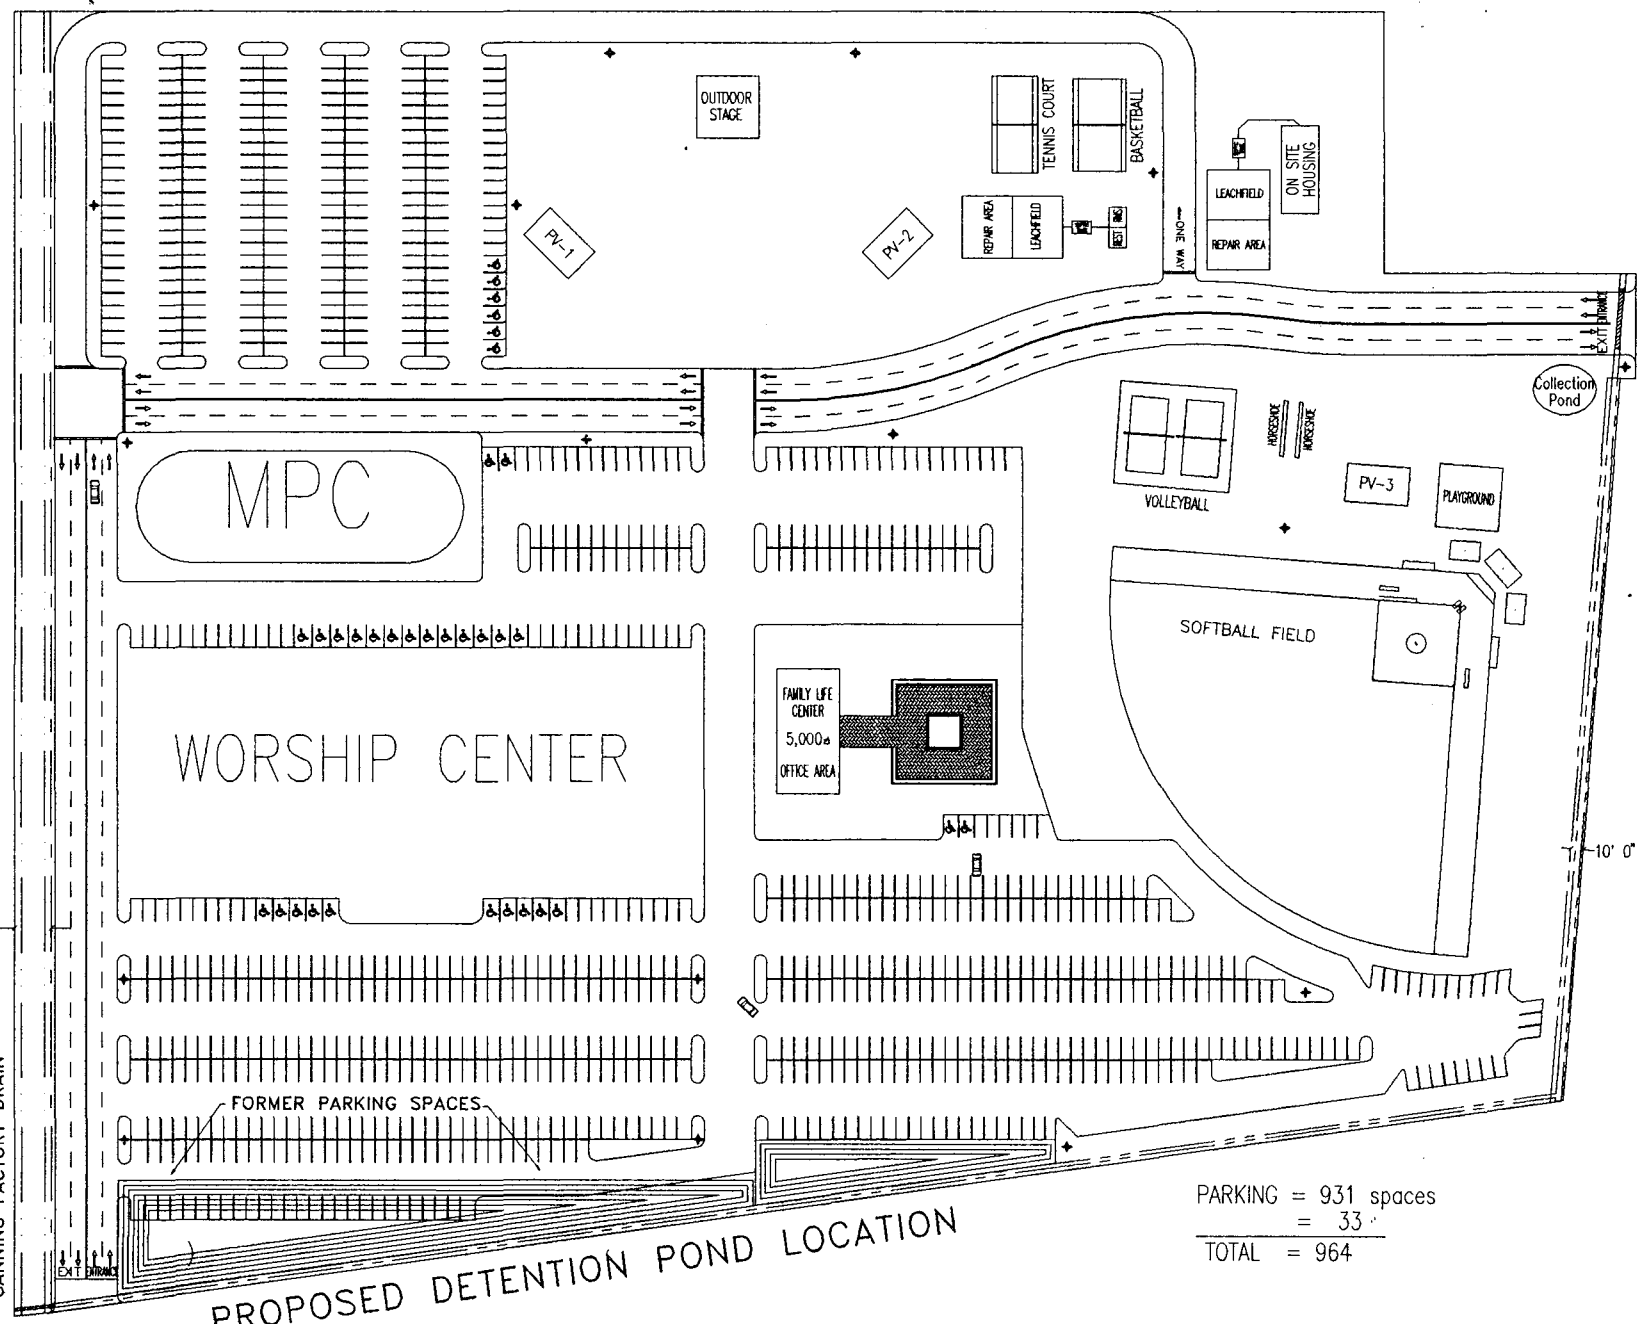 OUTDOOR
STAGE
TENNIS COURT
BASKETBALL
ON SITE
HOUSING
LEACHFIELD
REPAIR AREA
REPAIR AREA
LEACHFIELD
REST RMS
ONE WAY
PV-1
PV-2
ENTRANCE
EXIT
Collection
Pond
MPC
HORSESHOE
HORSESHOE
VOLLEYBALL
PV-3
PLAYGROUND
SOFTBALL FIELD
FAMILY LIFE
CENTER
5,000
OFFICE AREA
WORSHIP CENTER
10' 0"
FORMER PARKING SPACES
CANNING FACTORY DRAIN
EXIT
ENTRANCE
PROPOSED DETENTION POND LOCATION
PARKING = 931 spaces
= 33
TOTAL = 964